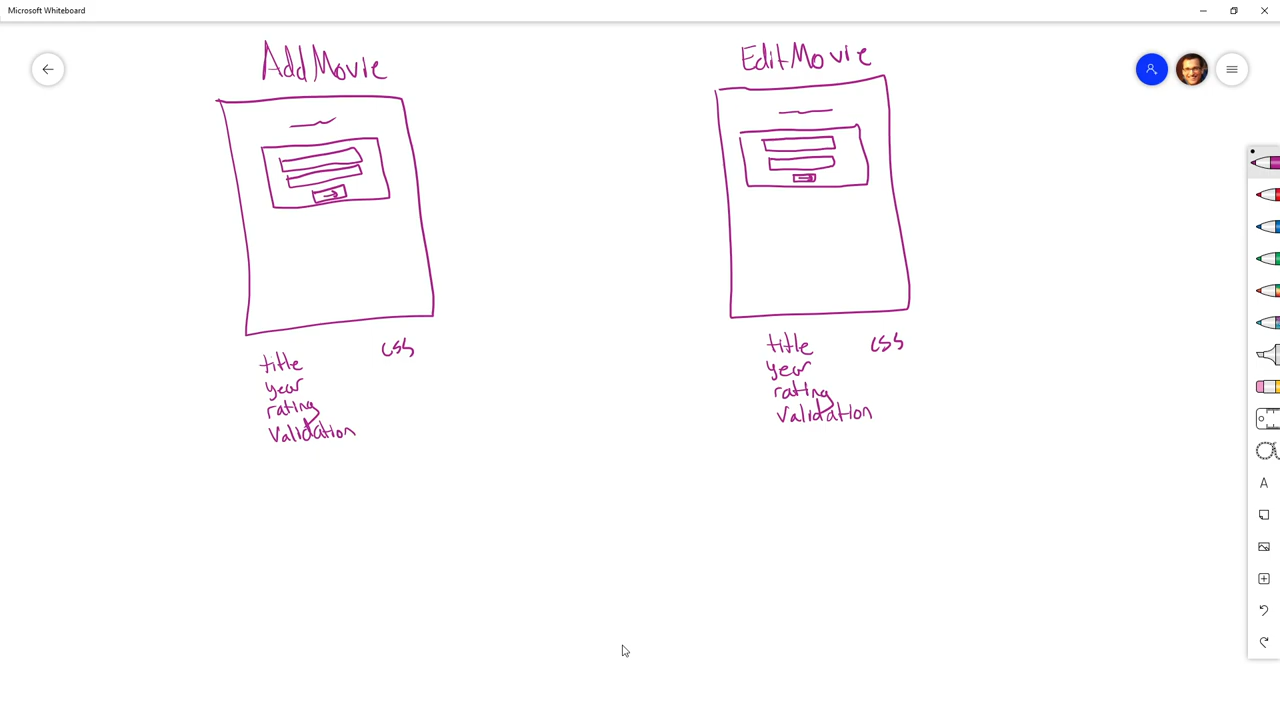 Microsoft Whiteboard
AddMovie
EditMovie
title
css
year
rating
Validation
title
css
year
rating
Validation
A